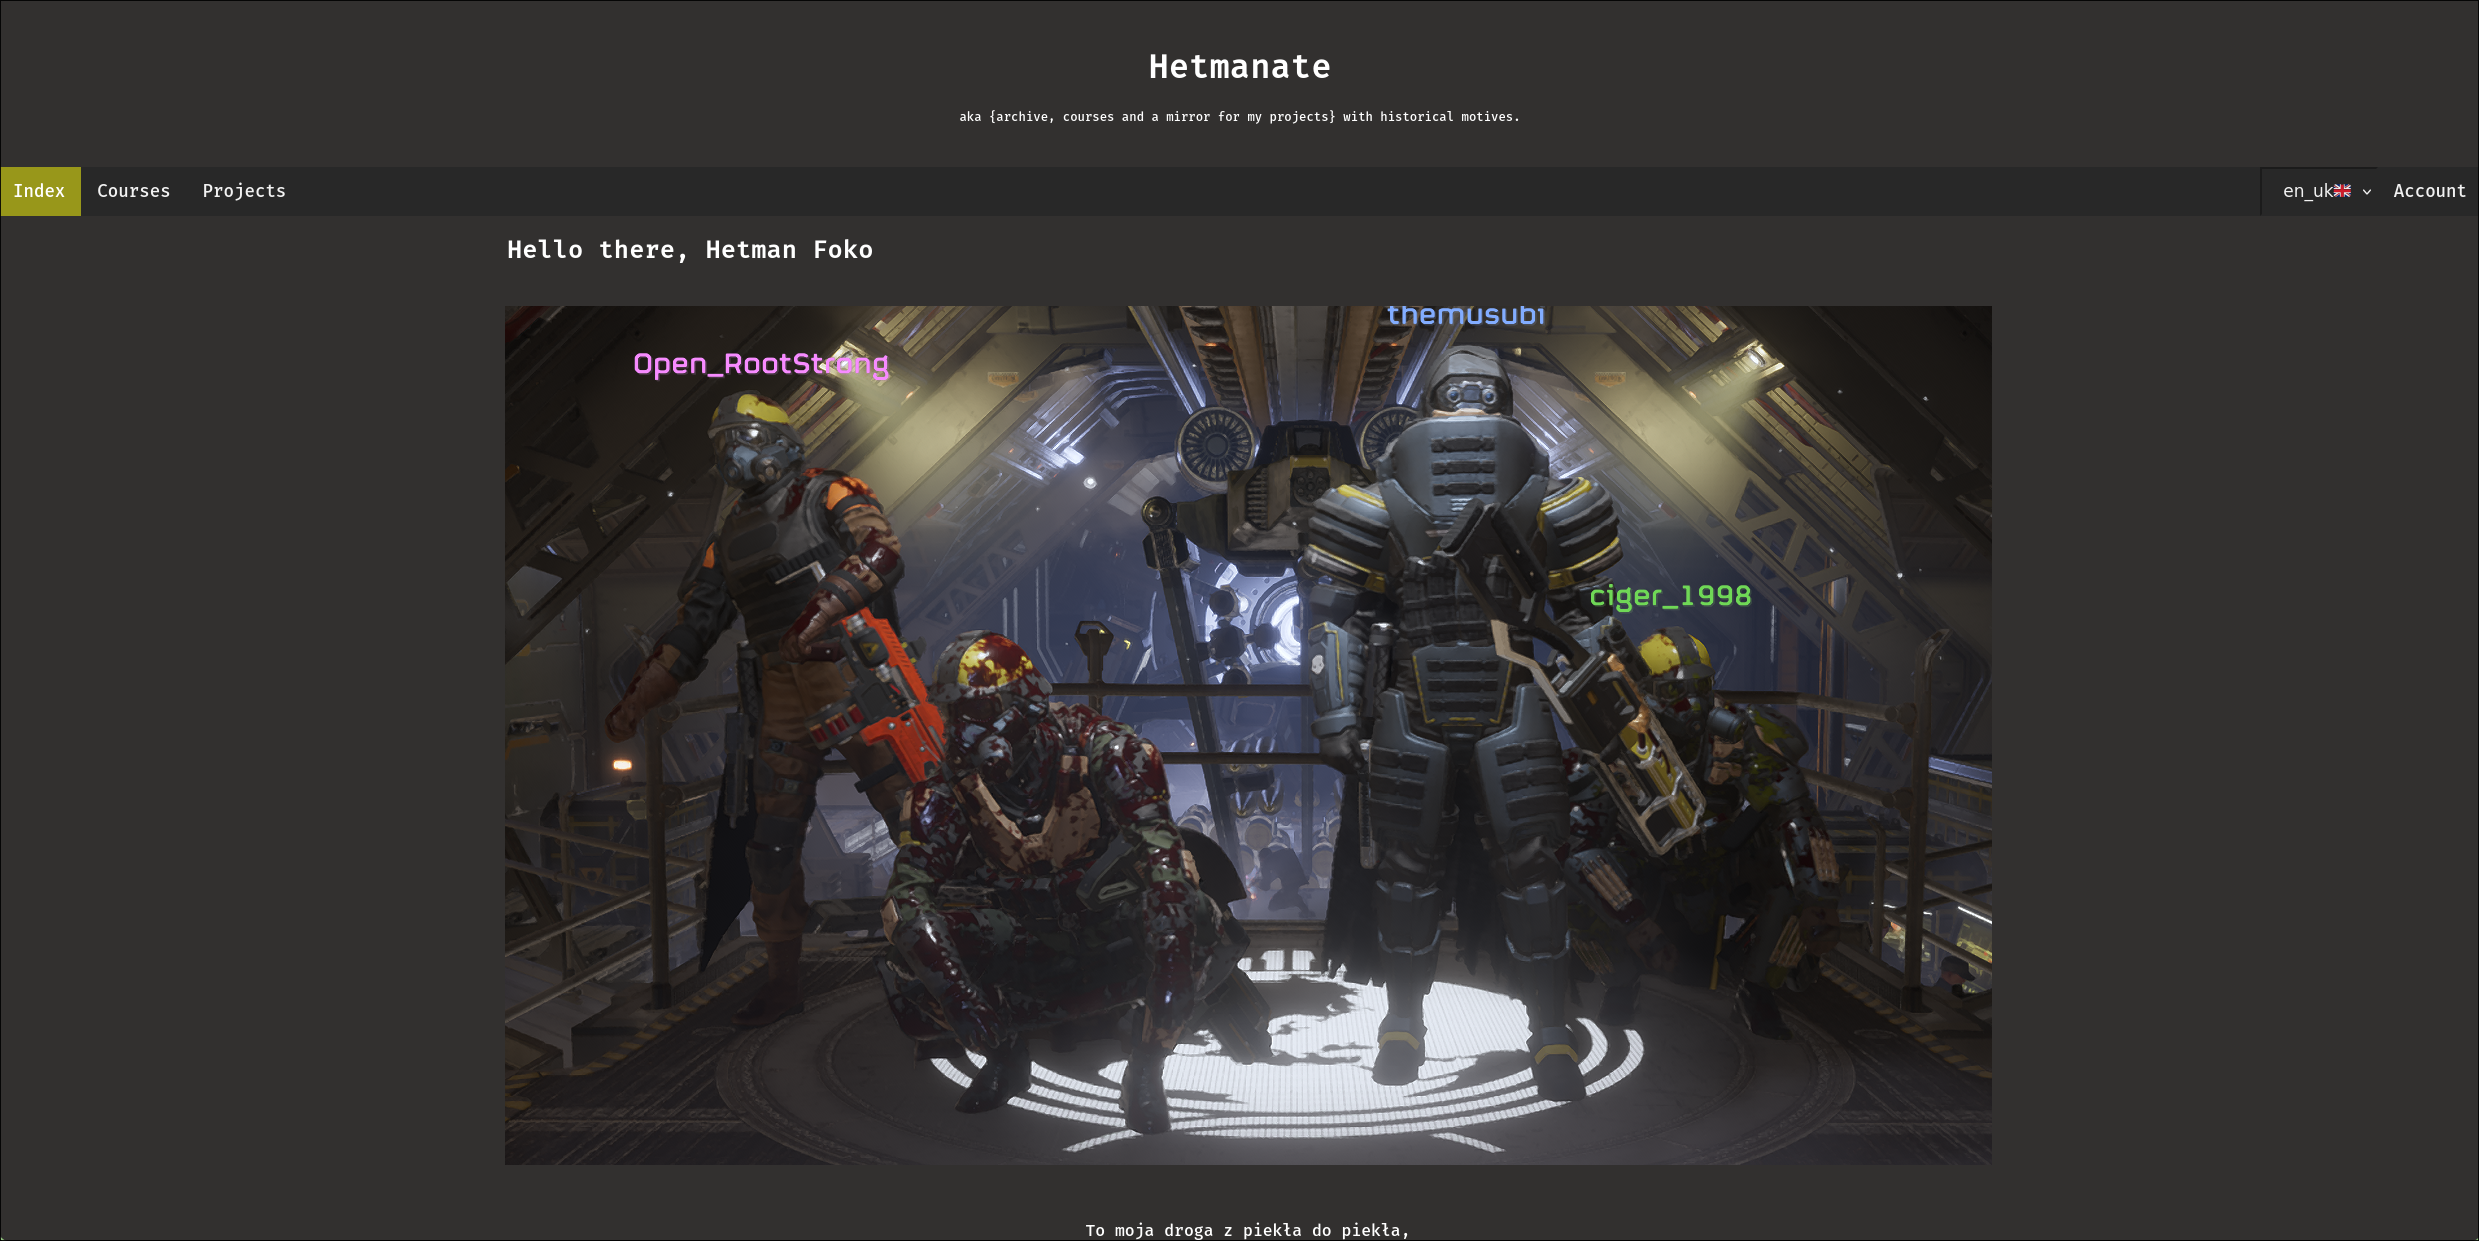 Hetmanate
aka {archive, courses and a mirror for my projects} with historical motives.
Index Courses Projects en_uk Account
Hello there, Hetman Foko
themusubi
Open_RootStrong
ciger_1998
To moja droga z piekła do piekła,